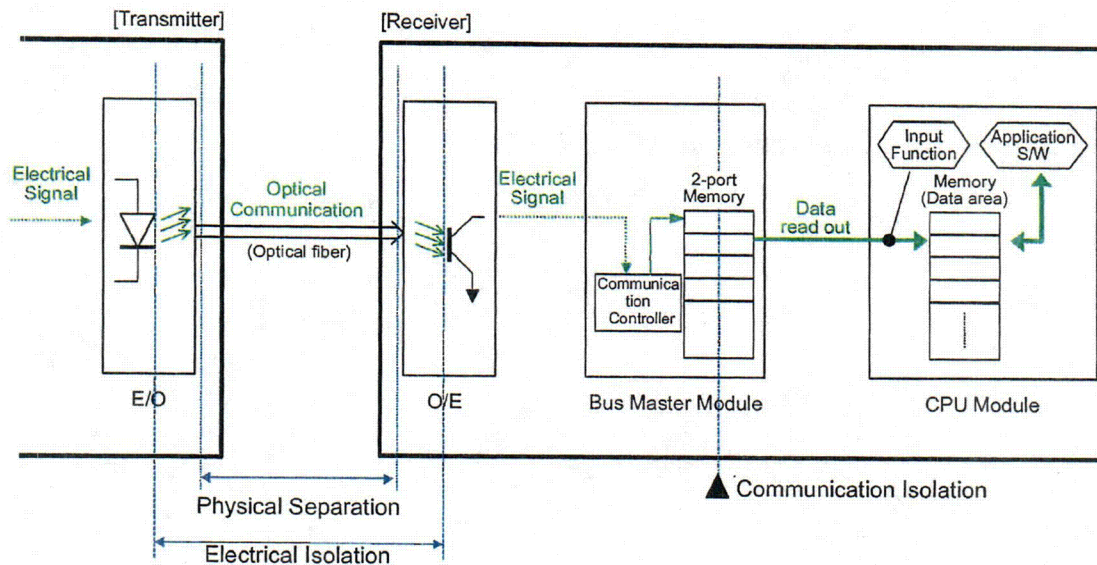 [Transmitter]
[Receiver]
Electrical
Signal
Optical
Communication
(Optical fiber)
E/O
O/E
Electrical
Signal
2-port
Memory
Communica
tion
Controller
Bus Master Module
Data
read out
Input
Function
Application
S/W
Memory
(Data area)
CPU Module
Physical Separation
Electrical Isolation
Communication Isolation